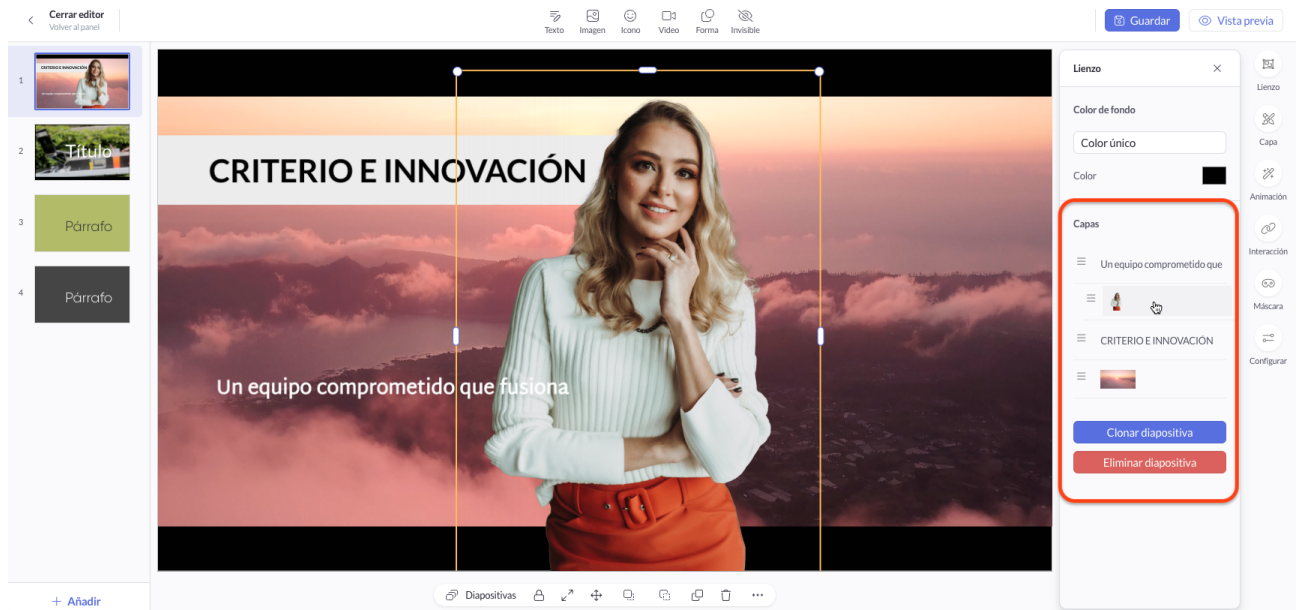 Cerrar editor
Volver al panel
Texto
Imagen
Icono
Video
Forma
Invisible
Guardar
Vista previa
1
CRITERIO E INNOVACIÓN
2
Título
3
Párrafo
4
Párrafo
Añadir
CRITERIO E INNOVACIÓN
Un equipo comprometido que fusiona
Diapositivas
Lienzo
Color de fondo
Color único
Color
Capas
Un equipo comprometido que
CRITERIO E INNOVACIÓN
Clonar diapositiva
Eliminar diapositiva
Lienzo
Capa
Animación
Interacción
Máscara
Configurar